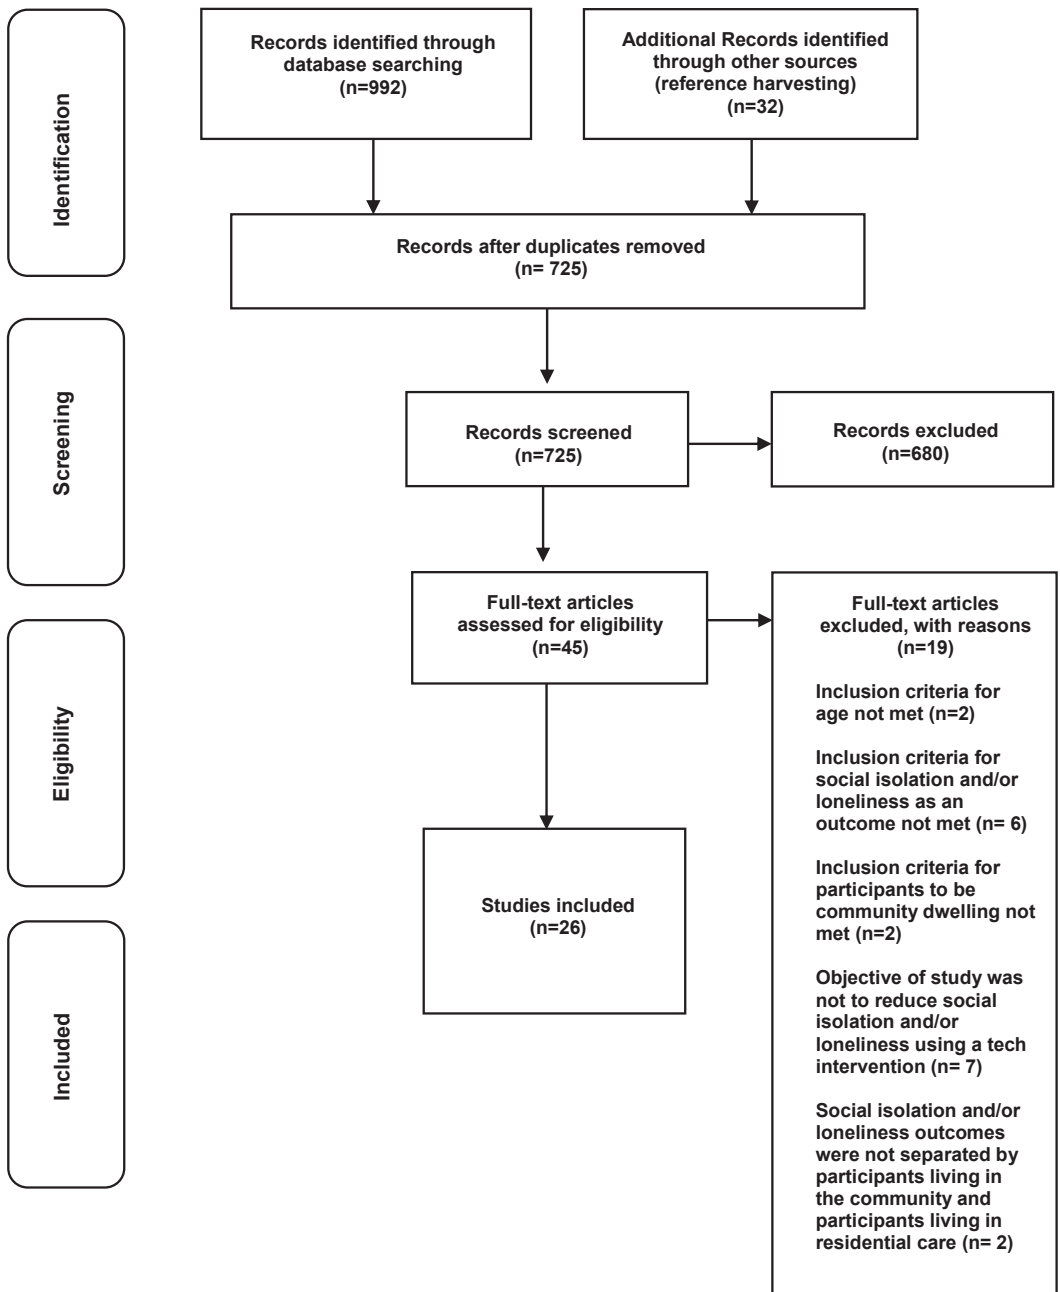 Identification
Records identified through
database searching
(n=992)
Additional Records identified
through other sources
(reference harvesting)
(n=32)
Records after duplicates removed
(n= 725)
Screening
Records screened
(n=725)
Records excluded
(n=680)
Eligibility
Full-text articles
assessed for eligibility
(n=45)
Full-text articles
excluded, with reasons
(n=19)
Inclusion criteria for
age not met (n=2)
Inclusion criteria for
social isolation and/or
loneliness as an
outcome not met (n= 6)
Inclusion criteria for
participants to be
community dwelling not
met (n=2)
Objective of study was
not to reduce social
isolation and/or
loneliness using a tech
intervention (n= 7)
Social isolation and/or
loneliness outcomes
were not separated by
participants living in
the community and
participants living in
residential care (n= 2)
Included
Studies included
(n=26)